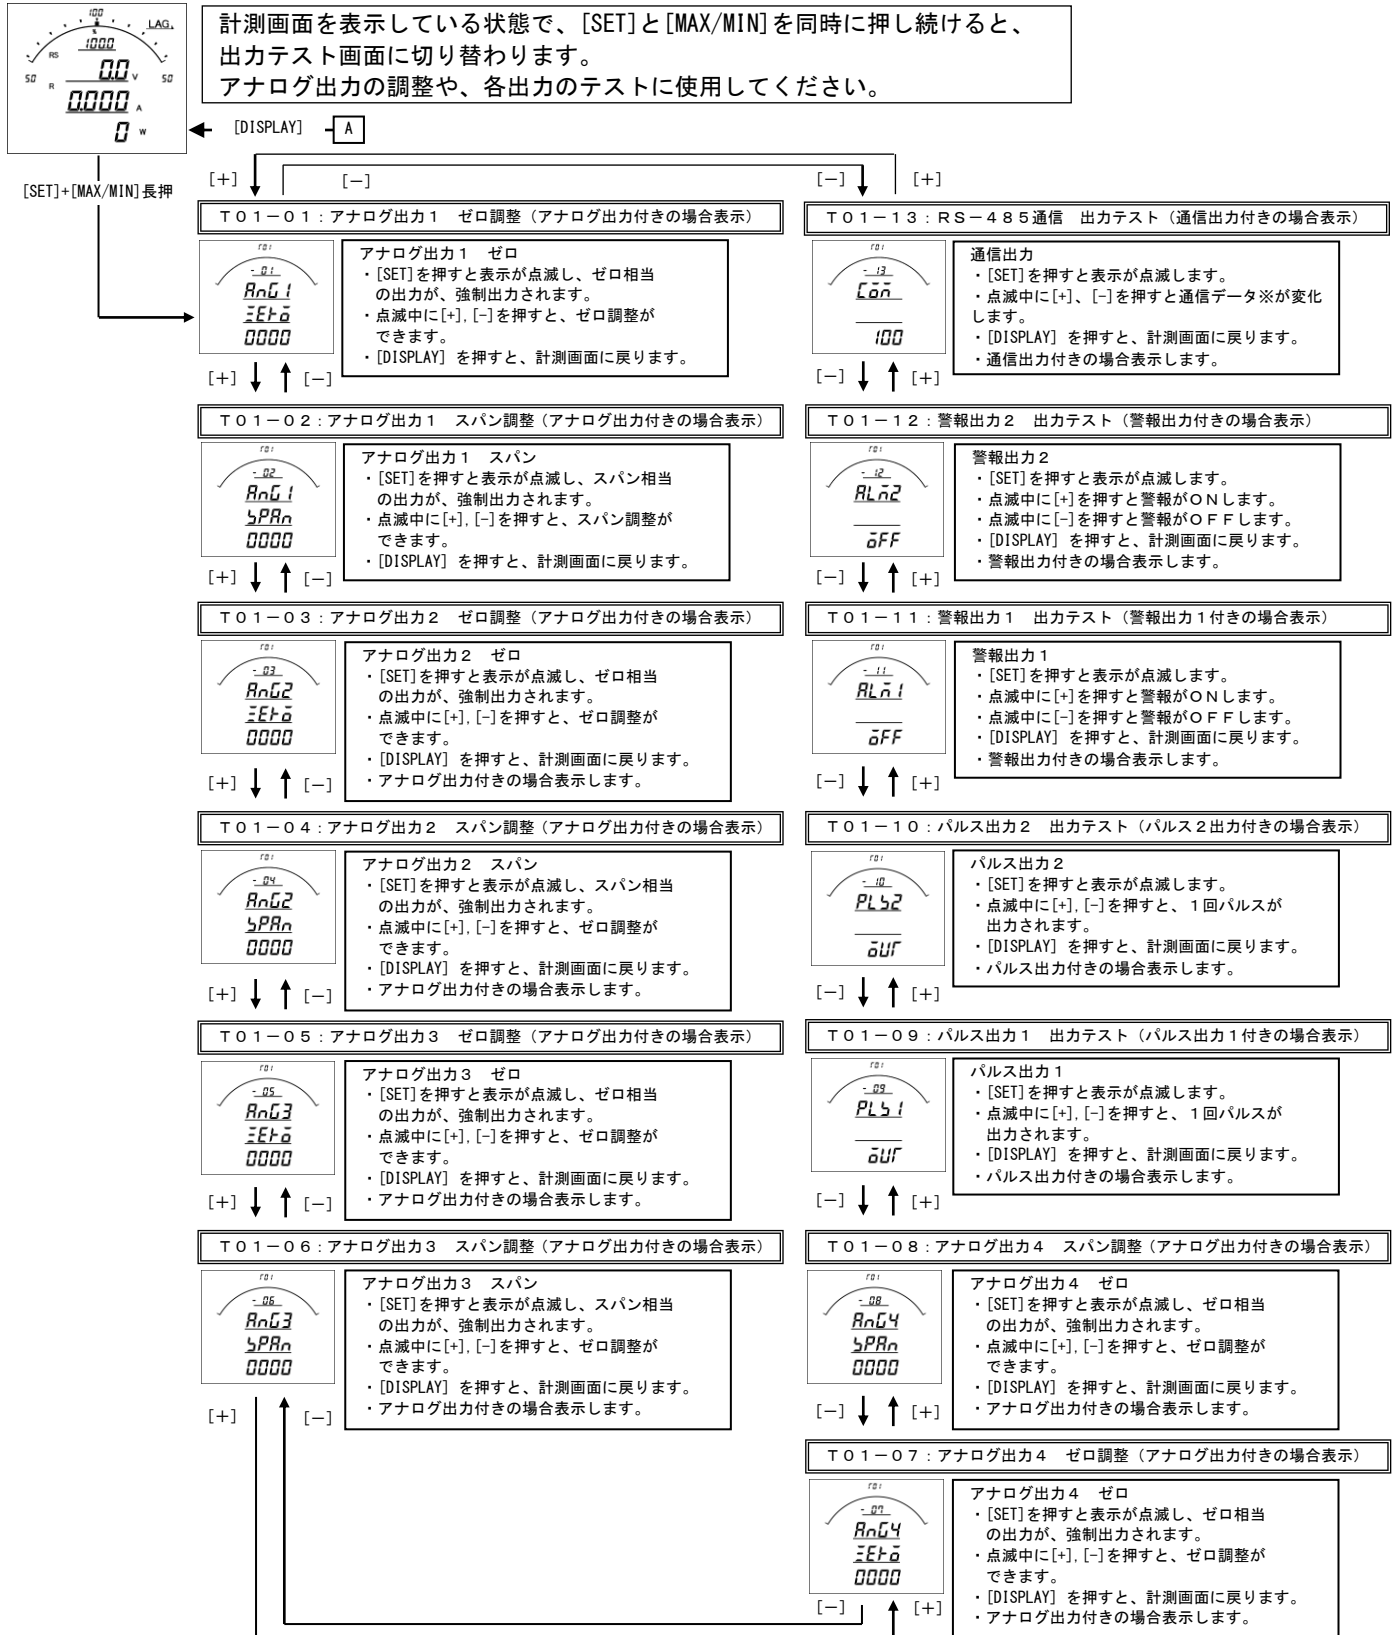 100
LAG
%
100.0
RS
50
0.0 V
50
R
0.000 A
0 W
計測画面を表示している状態で、[SET]と[MAX/MIN]を同時に押し続けると、
出力テスト画面に切り替わります。
アナログ出力の調整や、各出力のテストに使用してください。
[DISPLAY] A
[SET]+[MAX/MIN]長押
[+] [−]
[−] [+]
T01−01:アナログ出力1 ゼロ調整(アナログ出力付きの場合表示)
T01
-01
AnG1
ZERO
0000
アナログ出力1 ゼロ
・[SET]を押すと表示が点滅し、ゼロ相当
の出力が、強制出力されます。
・点滅中に[+],[-]を押すと、ゼロ調整が
できます。
・[DISPLAY] を押すと、計測画面に戻ります。
[+] [−]
T01−02:アナログ出力1 スパン調整(アナログ出力付きの場合表示)
T01
-02
AnG1
SPAn
0000
アナログ出力1 スパン
・[SET]を押すと表示が点滅し、スパン相当
の出力が、強制出力されます。
・点滅中に[+],[-]を押すと、スパン調整が
できます。
・[DISPLAY] を押すと、計測画面に戻ります。
[+] [−]
T01−03:アナログ出力2 ゼロ調整(アナログ出力付きの場合表示)
T01
-03
AnG2
ZERO
0000
アナログ出力2 ゼロ
・[SET]を押すと表示が点滅し、ゼロ相当
の出力が、強制出力されます。
・点滅中に[+],[-]を押すと、ゼロ調整が
できます。
・[DISPLAY] を押すと、計測画面に戻ります。
・アナログ出力付きの場合表示します。
[+] [−]
T01−04:アナログ出力2 スパン調整(アナログ出力付きの場合表示)
T01
-04
AnG2
SPAn
0000
アナログ出力2 スパン
・[SET]を押すと表示が点滅し、スパン相当
の出力が、強制出力されます。
・点滅中に[+],[-]を押すと、ゼロ調整が
できます。
・[DISPLAY] を押すと、計測画面に戻ります。
・アナログ出力付きの場合表示します。
[+] [−]
T01−05:アナログ出力3 ゼロ調整(アナログ出力付きの場合表示)
T01
-05
AnG3
ZERO
0000
アナログ出力3 ゼロ
・[SET]を押すと表示が点滅し、ゼロ相当
の出力が、強制出力されます。
・点滅中に[+],[-]を押すと、ゼロ調整が
できます。
・[DISPLAY] を押すと、計測画面に戻ります。
・アナログ出力付きの場合表示します。
[+] [−]
T01−06:アナログ出力3 スパン調整(アナログ出力付きの場合表示)
T01
-06
AnG3
SPAn
0000
アナログ出力3 スパン
・[SET]を押すと表示が点滅し、スパン相当
の出力が、強制出力されます。
・点滅中に[+],[-]を押すと、ゼロ調整が
できます。
・[DISPLAY] を押すと、計測画面に戻ります。
・アナログ出力付きの場合表示します。
[+] [−]
T01−13:RS−485通信 出力テスト(通信出力付きの場合表示)
T01
-13
Com
100
通信出力
・[SET]を押すと表示が点滅します。
・点滅中に[+]、[-]を押すと通信データ※が変化
します。
・[DISPLAY] を押すと、計測画面に戻ります。
・通信出力付きの場合表示します。
[−] [+]
T01−12:警報出力2 出力テスト(警報出力付きの場合表示)
T01
-12
ALm2
oFF
警報出力2
・[SET]を押すと表示が点滅します。
・点滅中に[+]を押すと警報がONします。
・点滅中に[-]を押すと警報がOFFします。
・[DISPLAY] を押すと、計測画面に戻ります。
・警報出力付きの場合表示します。
[−] [+]
T01−11:警報出力1 出力テスト(警報出力1付きの場合表示)
T01
-11
ALm1
oFF
警報出力1
・[SET]を押すと表示が点滅します。
・点滅中に[+]を押すと警報がONします。
・点滅中に[-]を押すと警報がOFFします。
・[DISPLAY] を押すと、計測画面に戻ります。
・警報出力付きの場合表示します。
[−] [+]
T01−10:パルス出力2 出力テスト(パルス2出力付きの場合表示)
T01
-10
PLS2
oUT
パルス出力2
・[SET]を押すと表示が点滅します。
・点滅中に[+],[-]を押すと、1回パルスが
出力されます。
・[DISPLAY] を押すと、計測画面に戻ります。
・パルス出力付きの場合表示します。
[−] [+]
T01−09:パルス出力1 出力テスト(パルス出力1付きの場合表示)
T01
-09
PLS1
oUT
パルス出力1
・[SET]を押すと表示が点滅します。
・点滅中に[+],[-]を押すと、1回パルスが
出力されます。
・[DISPLAY] を押すと、計測画面に戻ります。
・パルス出力付きの場合表示します。
[−] [+]
T01−08:アナログ出力4 スパン調整(アナログ出力付きの場合表示)
T01
-08
AnG4
SPAn
0000
アナログ出力4 ゼロ
・[SET]を押すと表示が点滅し、ゼロ相当
の出力が、強制出力されます。
・点滅中に[+],[-]を押すと、ゼロ調整が
できます。
・[DISPLAY] を押すと、計測画面に戻ります。
・アナログ出力付きの場合表示します。
[−] [+]
T01−07:アナログ出力4 ゼロ調整(アナログ出力付きの場合表示)
T01
-07
AnG4
ZERO
0000
アナログ出力4 ゼロ
・[SET]を押すと表示が点滅し、ゼロ相当
の出力が、強制出力されます。
・点滅中に[+],[-]を押すと、ゼロ調整が
できます。
・[DISPLAY] を押すと、計測画面に戻ります。
・アナログ出力付きの場合表示します。
[−] [+]